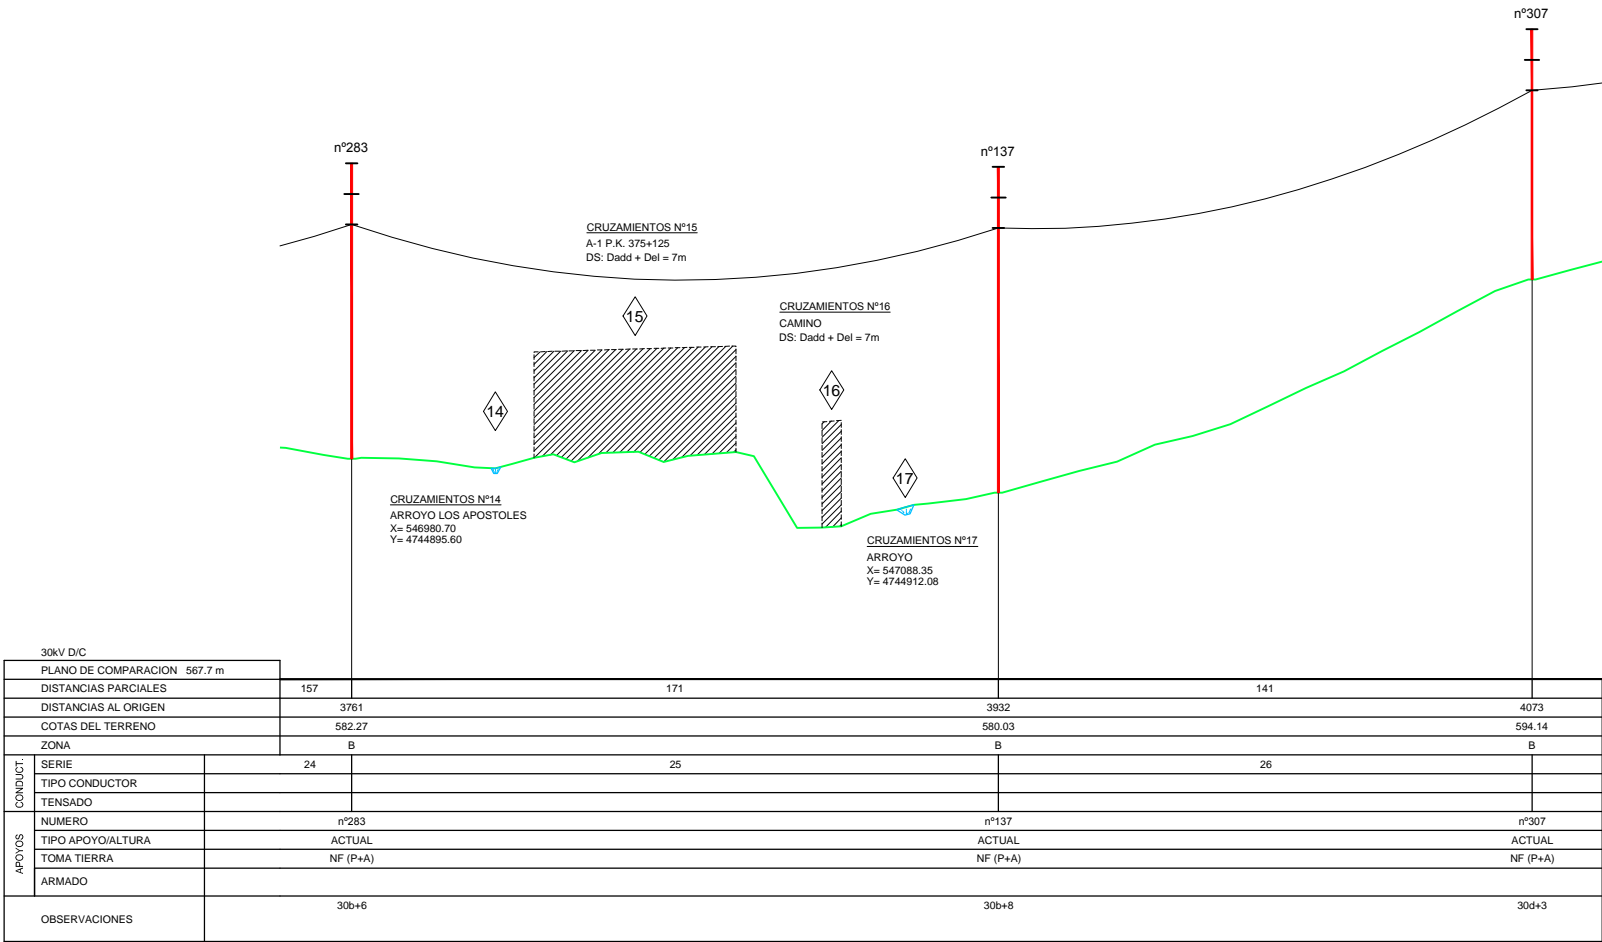 nº307
nº283
nº137
CRUZAMIENTOS Nº15
A-1 P.K. 375+125
DS: Dadd + Del = 7m
15
CRUZAMIENTOS Nº16
CAMINO
DS: Dadd + Del = 7m
16
14
17
CRUZAMIENTOS Nº14
ARROYO LOS APOSTOLES
X= 546980.70
Y= 4744895.60
CRUZAMIENTOS Nº17
ARROYO
X= 547088.35
Y= 4744912.08
30kV D/C
PLANO DE COMPARACION 567.7 m
DISTANCIAS PARCIALES 157 171 141
DISTANCIAS AL ORIGEN 3761 3932 4073
COTAS DEL TERRENO 582.27 580.03 594.14
ZONA B B B
CONDUCT.
SERIE 24 25 26
TIPO CONDUCTOR
TENSADO
APOYOS
NUMERO nº283 nº137 nº307
TIPO APOYO/ALTURA ACTUAL ACTUAL ACTUAL
TOMA TIERRA NF (P+A) NF (P+A) NF (P+A)
ARMADO
OBSERVACIONES 30b+6 30b+8 30d+3